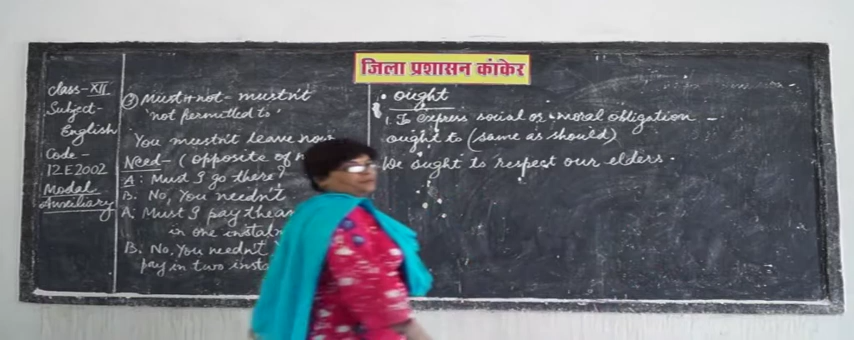 जिला प्रशासन कांकेर
Class-XII
Subject-
English
Code-
12E2002
Modal
Auxiliary
③ Must+not- mustn't
'not permitted to'
You mustn't leave now
Need- (opposite of
A: Must I go there?
B. No, You needn't
A: Must I pay the
in one
B: No, You needn't
pay in two
• Ought
1. To express social or moral obligation -
ought to (same as should)
We ought to respect our elders.